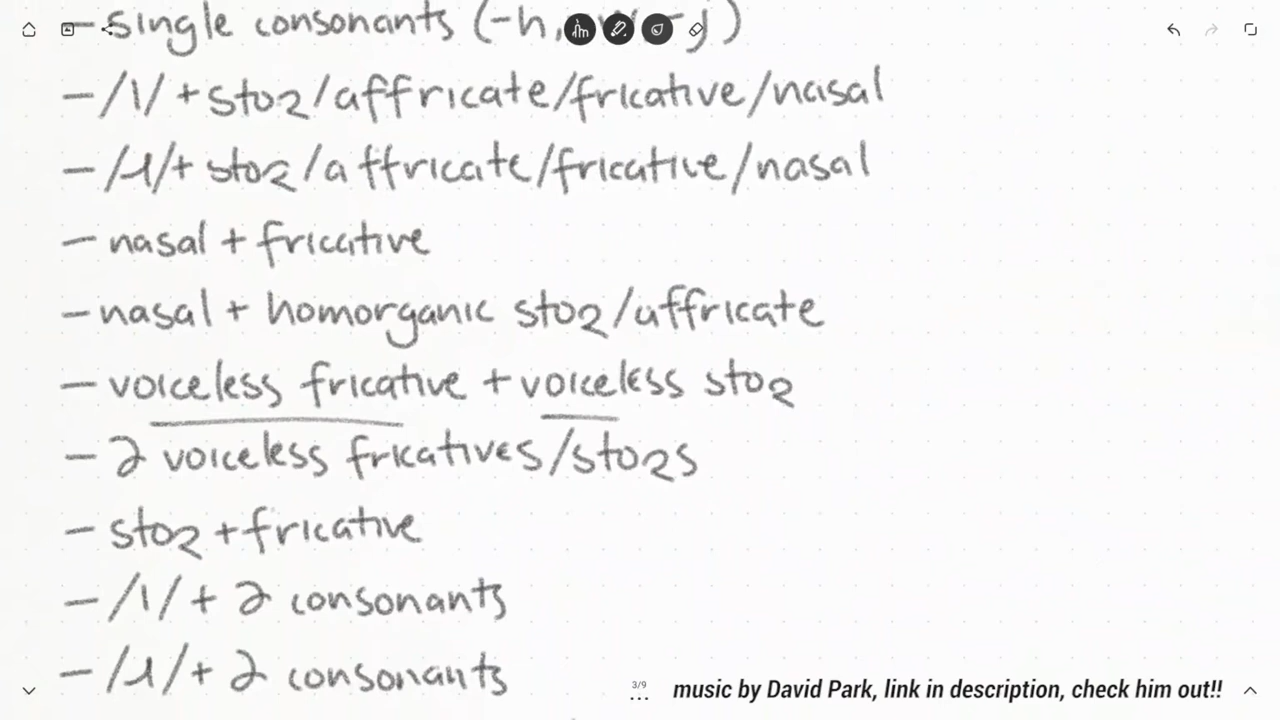 - single consonants (-h, -j)
- /l/ + stop/affricate/fricative/nasal
- /ɹ/ + stop/affricate/fricative/nasal
- nasal + fricative
- nasal + homorganic stop/affricate
- voiceless fricative + voiceless stop
- 2 voiceless fricatives/stops
- stop + fricative
- /l/ + 2 consonants
- /ɹ/ + 2 consonants
3/9
music by David Park, link in description, check him out!!